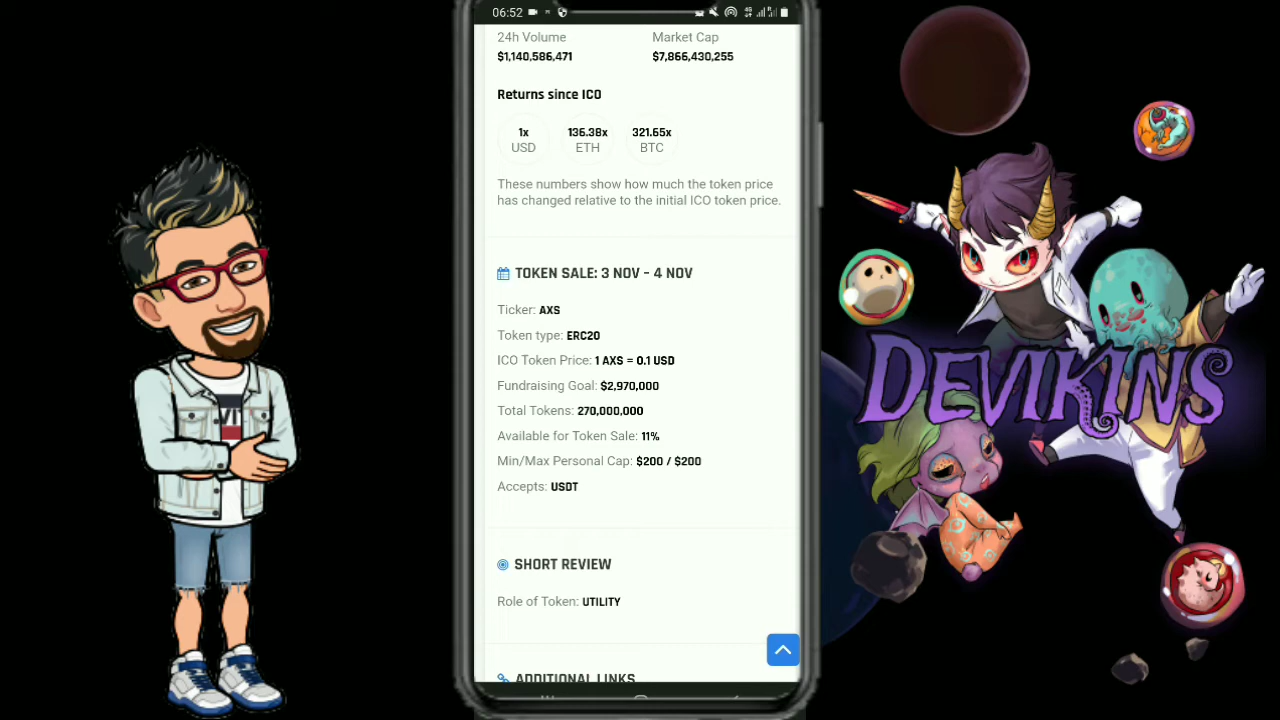 06:52
24h Volume
Market Cap
$1,140,586,471
$7,866,430,255
Returns since ICO
1x
136.38x
321.65x
USD
ETH
BTC
These numbers show how much the token price
has changed relative to the initial ICO token price.
TOKEN SALE: 3 NOV - 4 NOV
Ticker: AXS
Token type: ERC20
ICO Token Price: 1 AXS = 0.1 USD
Fundraising Goal: $2,970,000
Total Tokens: 270,000,000
Available for Token Sale: 11%
Min/Max Personal Cap: $200 / $200
Accepts: USDT
SHORT REVIEW
Role of Token: UTILITY
ADDITIONAL LINKS
DEVIKINS